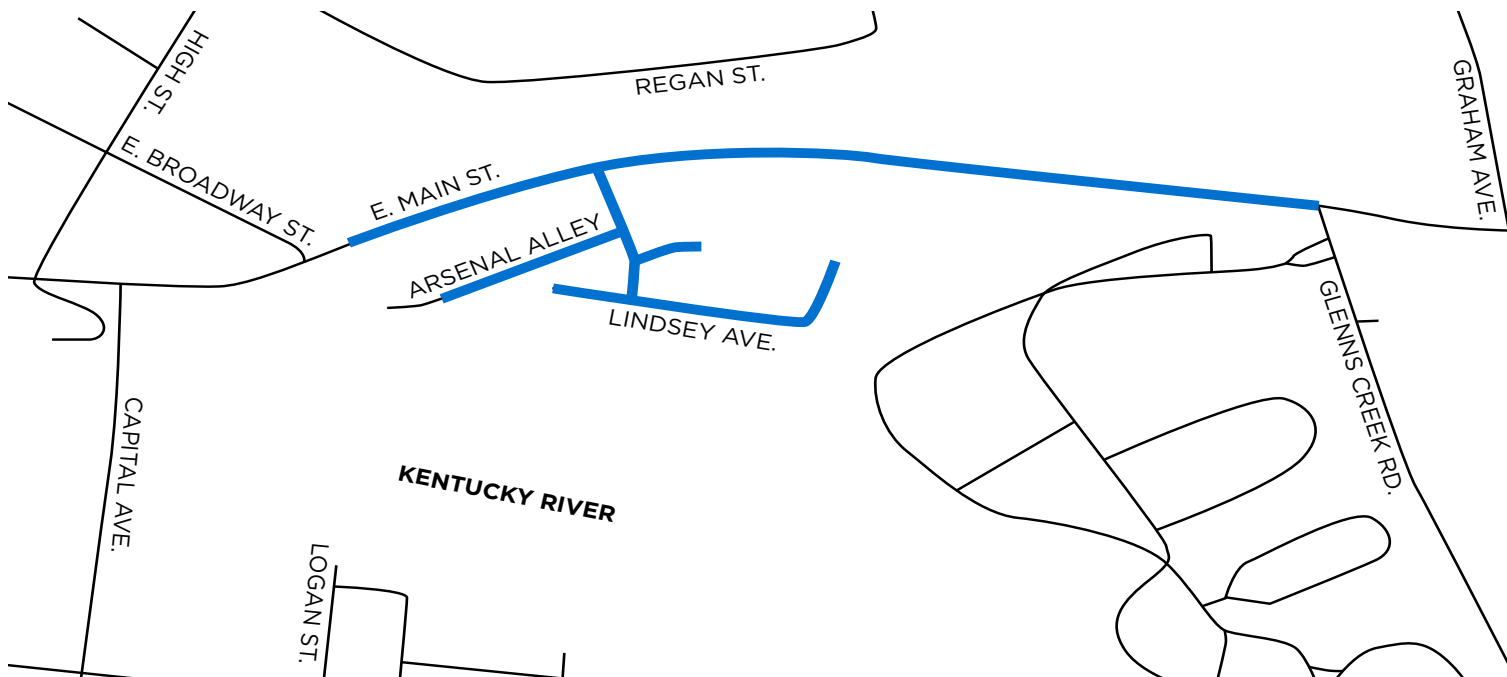 HIGH ST.
REGAN ST.
GRAHAM AVE.
E. BROADWAY ST.
E. MAIN ST.
ARSENAL ALLEY
LINDSEY AVE.
GLENNS CREEK RD.
CAPITAL AVE.
KENTUCKY RIVER
LOGAN ST.